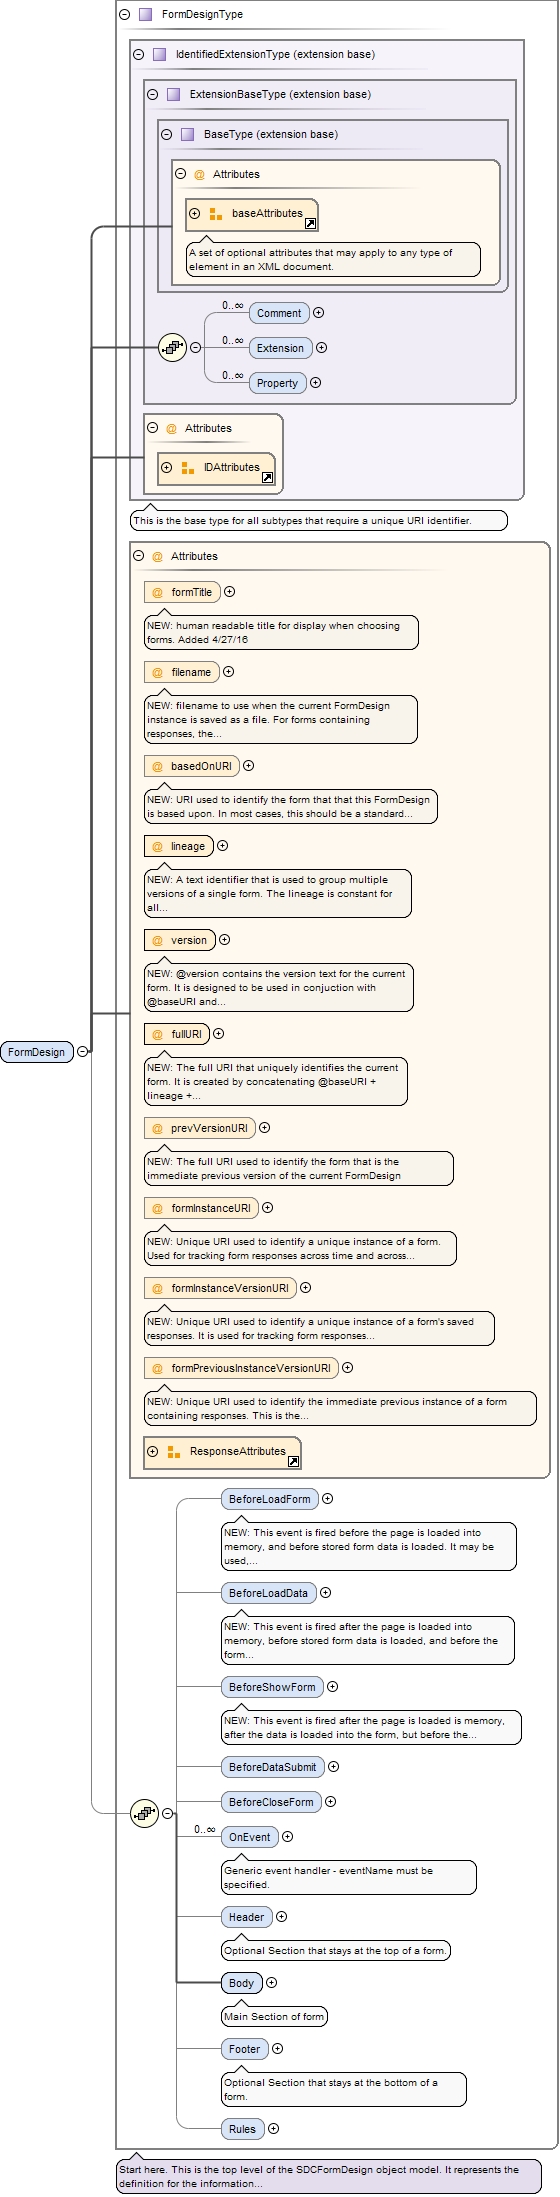 FormDesignType
IdentifiedExtensionType (extension base)
ExtensionBaseType (extension base)
BaseType (extension base)
@ Attributes
baseAttributes
A set of optional attributes that may apply to any type of
element in an XML document.
0..∞
Comment
0..∞
Extension
0..∞
Property
@ Attributes
IDAttributes
This is the base type for all subtypes that require a unique URI identifier.
@ Attributes
@ formTitle
NEW: human readable title for display when choosing
forms. Added 4/27/16
@ filename
NEW: filename to use when the current FormDesign
instance is saved as a file. For forms containing
responses, the...
@ basedOnURI
NEW: URI used to identify the form that that this FormDesign
is based upon. In most cases, this should be a standard...
@ lineage
NEW: A text identifier that is used to group multiple
versions of a single form. The lineage is constant for
all...
@ version
NEW: @version contains the version text for the current
form. It is designed to be used in conjuction with
@baseURI and...
@ fullURI
NEW: The full URI that uniquely identifies the current
form. It is created by concatenating @baseURI +
lineage +...
FormDesign
@ prevVersionURI
NEW: The full URI used to identify the form that is the
immediate previous version of the current FormDesign
@ formInstanceURI
NEW: Unique URI used to identify a unique instance of a form.
Used for tracking form responses across time and across...
@ formInstanceVersionURI
NEW: Unique URI used to identify a unique instance of a form's saved
responses. It is used for tracking form responses...
@ formPreviousInstanceVersionURI
NEW: Unique URI used to identify the immediate previous instance of a form
containing responses. This is the...
ResponseAttributes
BeforeLoadForm
NEW: This event is fired before the page is loaded into
memory, and before stored form data is loaded. It may be
used,...
BeforeLoadData
NEW: This event is fired after the page is loaded into
memory, before stored form data is loaded, and before the
form...
BeforeShowForm
NEW: This event is fired after the page is loaded is memory,
after the data is loaded into the form, but before the...
BeforeDataSubmit
BeforeCloseForm
0..∞
OnEvent
Generic event handler - eventName must be
specified.
Header
Optional Section that stays at the top of a form.
Body
Main Section of form
Footer
Optional Section that stays at the bottom of a
form.
Rules
Start here. This is the top level of the SDCFormDesign object model. It represents the
definition for the information...